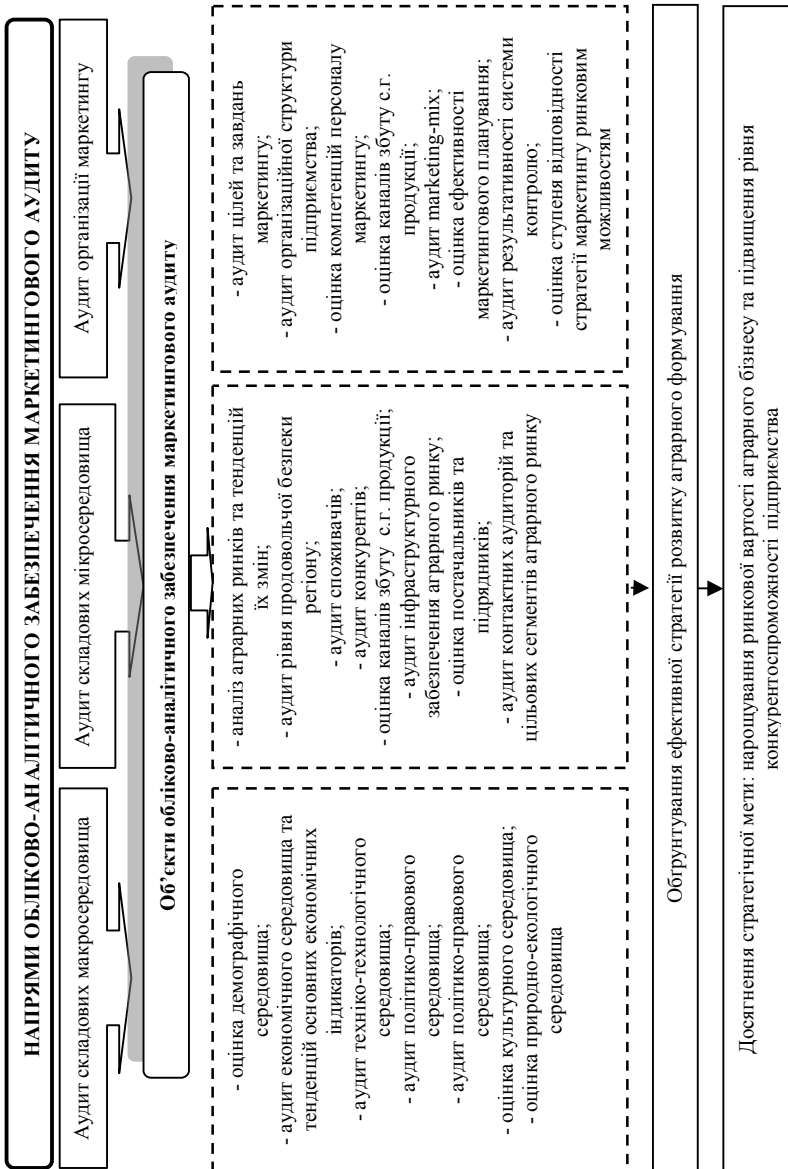 НАПРЯМИ ОБЛІКОВО-АНАЛІТИЧНОГО ЗАБЕЗПЕЧЕННЯ МАРКЕТИНГОВОГО АУДИТУ
Аудит складових макросередовища
Аудит складових мікросередовища
Аудит організації маркетингу
Об’єкти обліково-аналітичного забезпечення маркетингового аудиту
- оцінка демографічного
середовища;
- аудит економічного середовища та
тенденцій основних економічних
індикаторів;
- аудит техніко-технологічного
середовища;
- аудит політико-правового
середовища;
- аудит політико-правового
середовища;
- оцінка культурного середовища;
- оцінка природно-екологічного
середовища
- аналіз аграрних ринків та тенденцій
їх змін;
- аудит рівня продовольчої безпеки
регіону;
- аудит споживачів;
- аудит конкурентів;
- оцінка каналів збуту с.г. продукції;
- аудит інфраструктурного
забезпечення аграрного ринку;
- оцінка постачальників та
підрядників;
- аудит контактних аудиторій та
цільових сегментів аграрного ринку
- аудит цілей та завдань
маркетингу;
- аудит організаційної структури
підприємства;
- оцінка компетенцій персоналу
маркетингу;
- оцінка каналів збуту с.г.
продукції;
- аудит marketing-mix;
- оцінка ефективності
маркетингового планування;
- аудит результативності системи
контролю;
- оцінка ступеня відповідності
стратегії маркетингу ринковим
можливостям
Обґрунтування ефективної стратегії розвитку аграрного формування
Досягнення стратегічної мети: нарощування ринкової вартості аграрного бізнесу та підвищення рівня
конкурентоспроможності підприємства